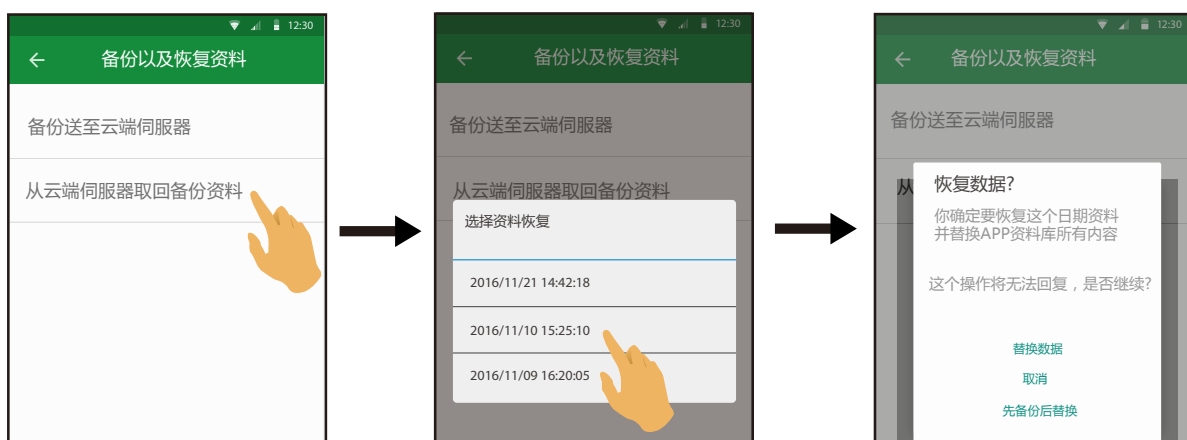 12:30
备份以及恢复资料
备份送至云端伺服器
从云端伺服器取回备份资料
12:30
备份以及恢复资料
备份送至云端伺服器
从云端伺服器取回备份资料
选择资料恢复
2016/11/21 14:42:18
2016/11/10 15:25:10
2016/11/09 16:20:05
12:30
备份以及恢复资料
备份送至云端伺服器
从
恢复数据?
你确定要恢复这个日期资料
并替换APP资料库所有内容
这个操作将无法回复，是否继续?
替换数据
取消
先备份后替换